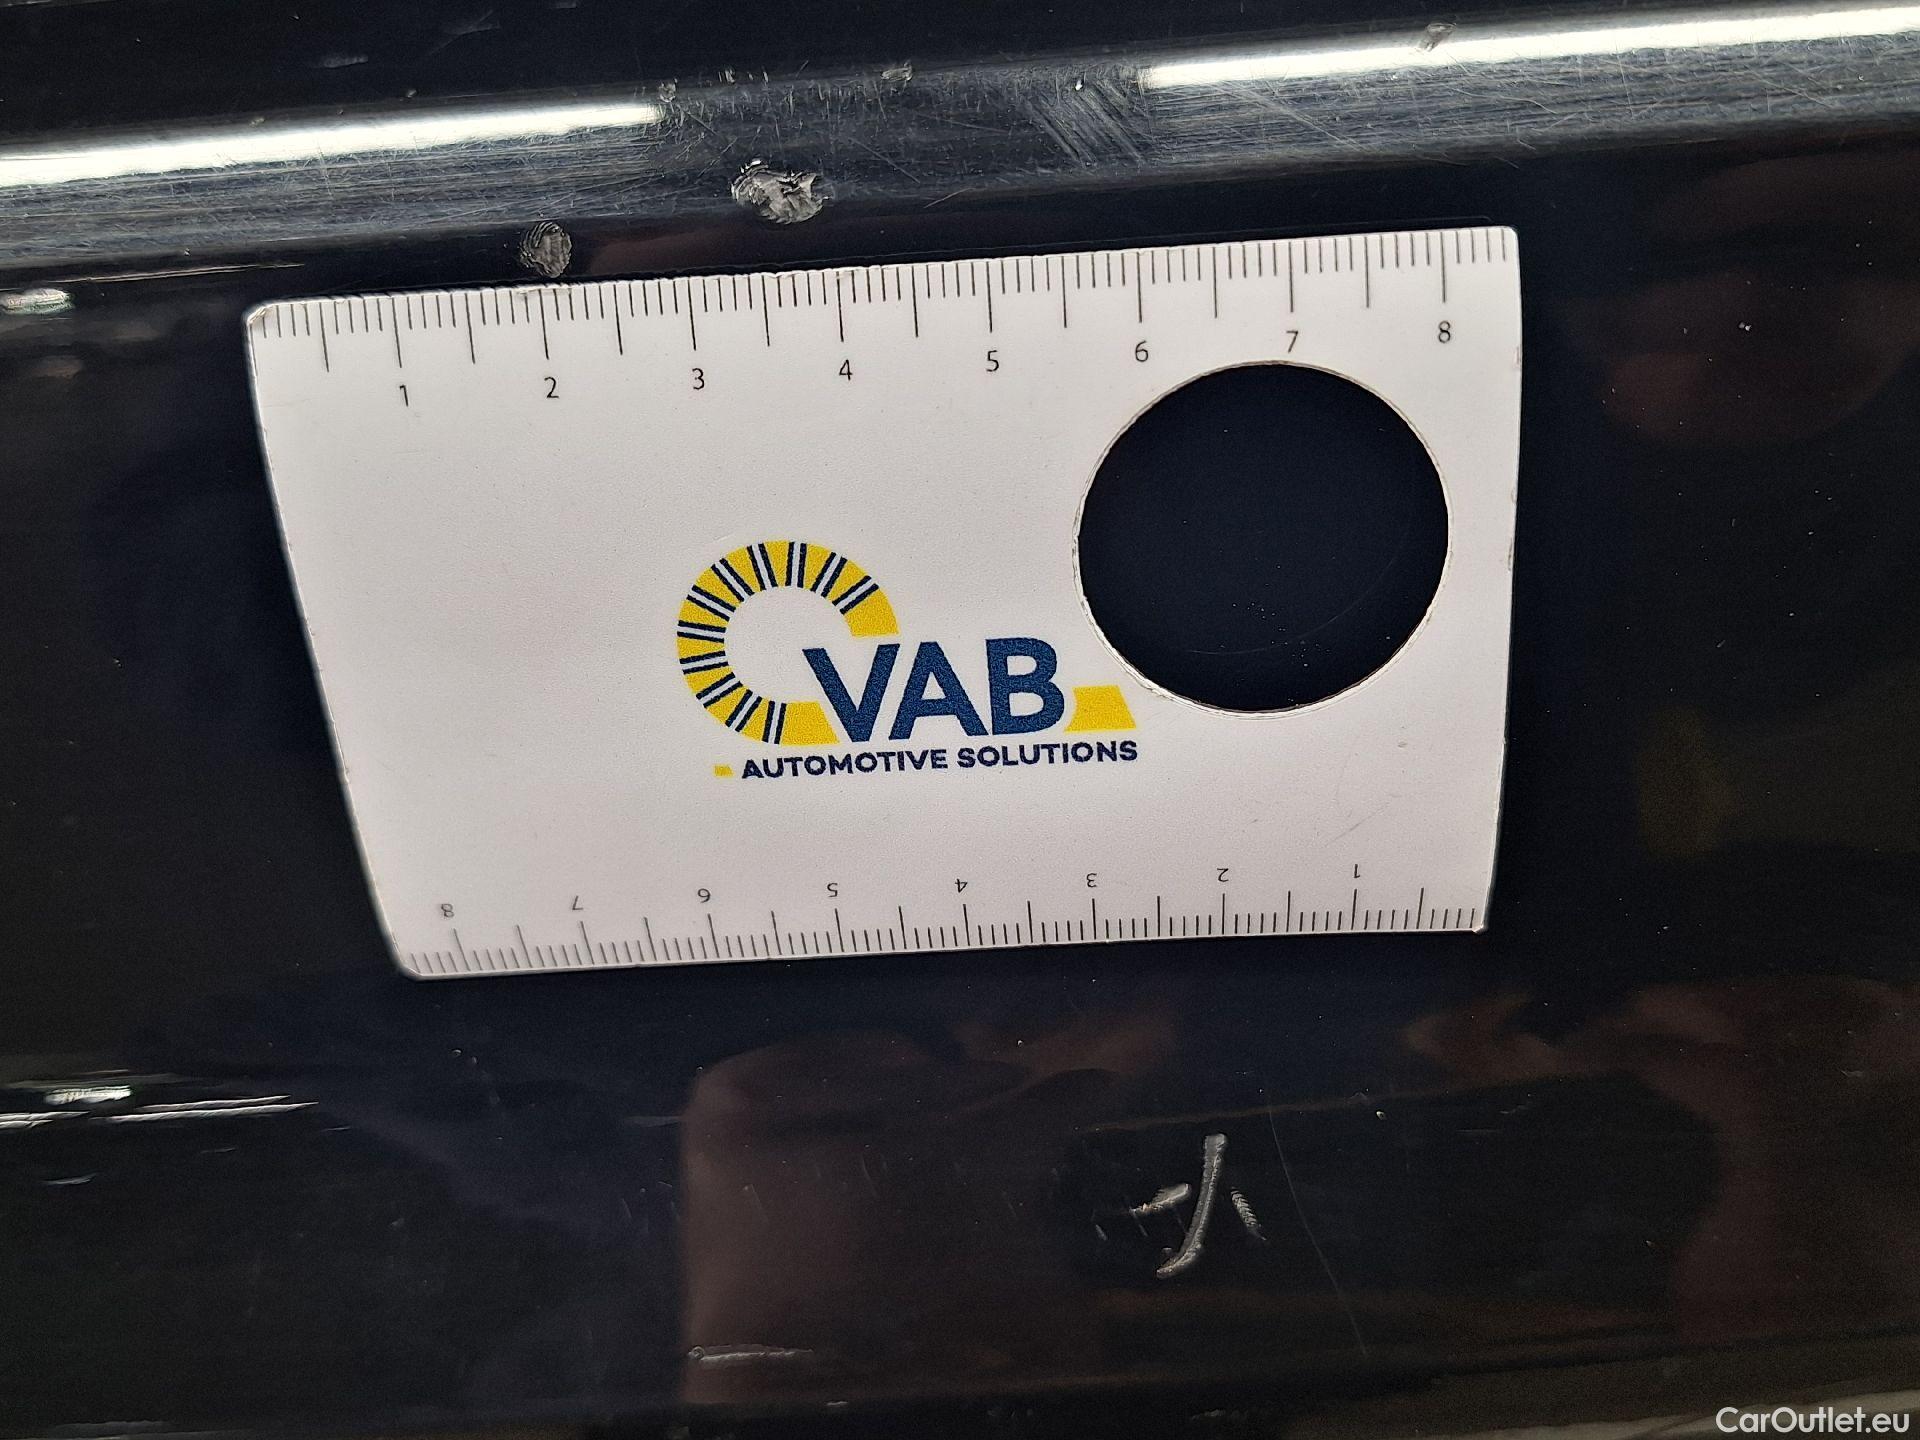 1 2 3 4 5 6 7 8
VAB
AUTOMOTIVE SOLUTIONS
8 7 6 5 4 3 2 1
CarOutlet.eu